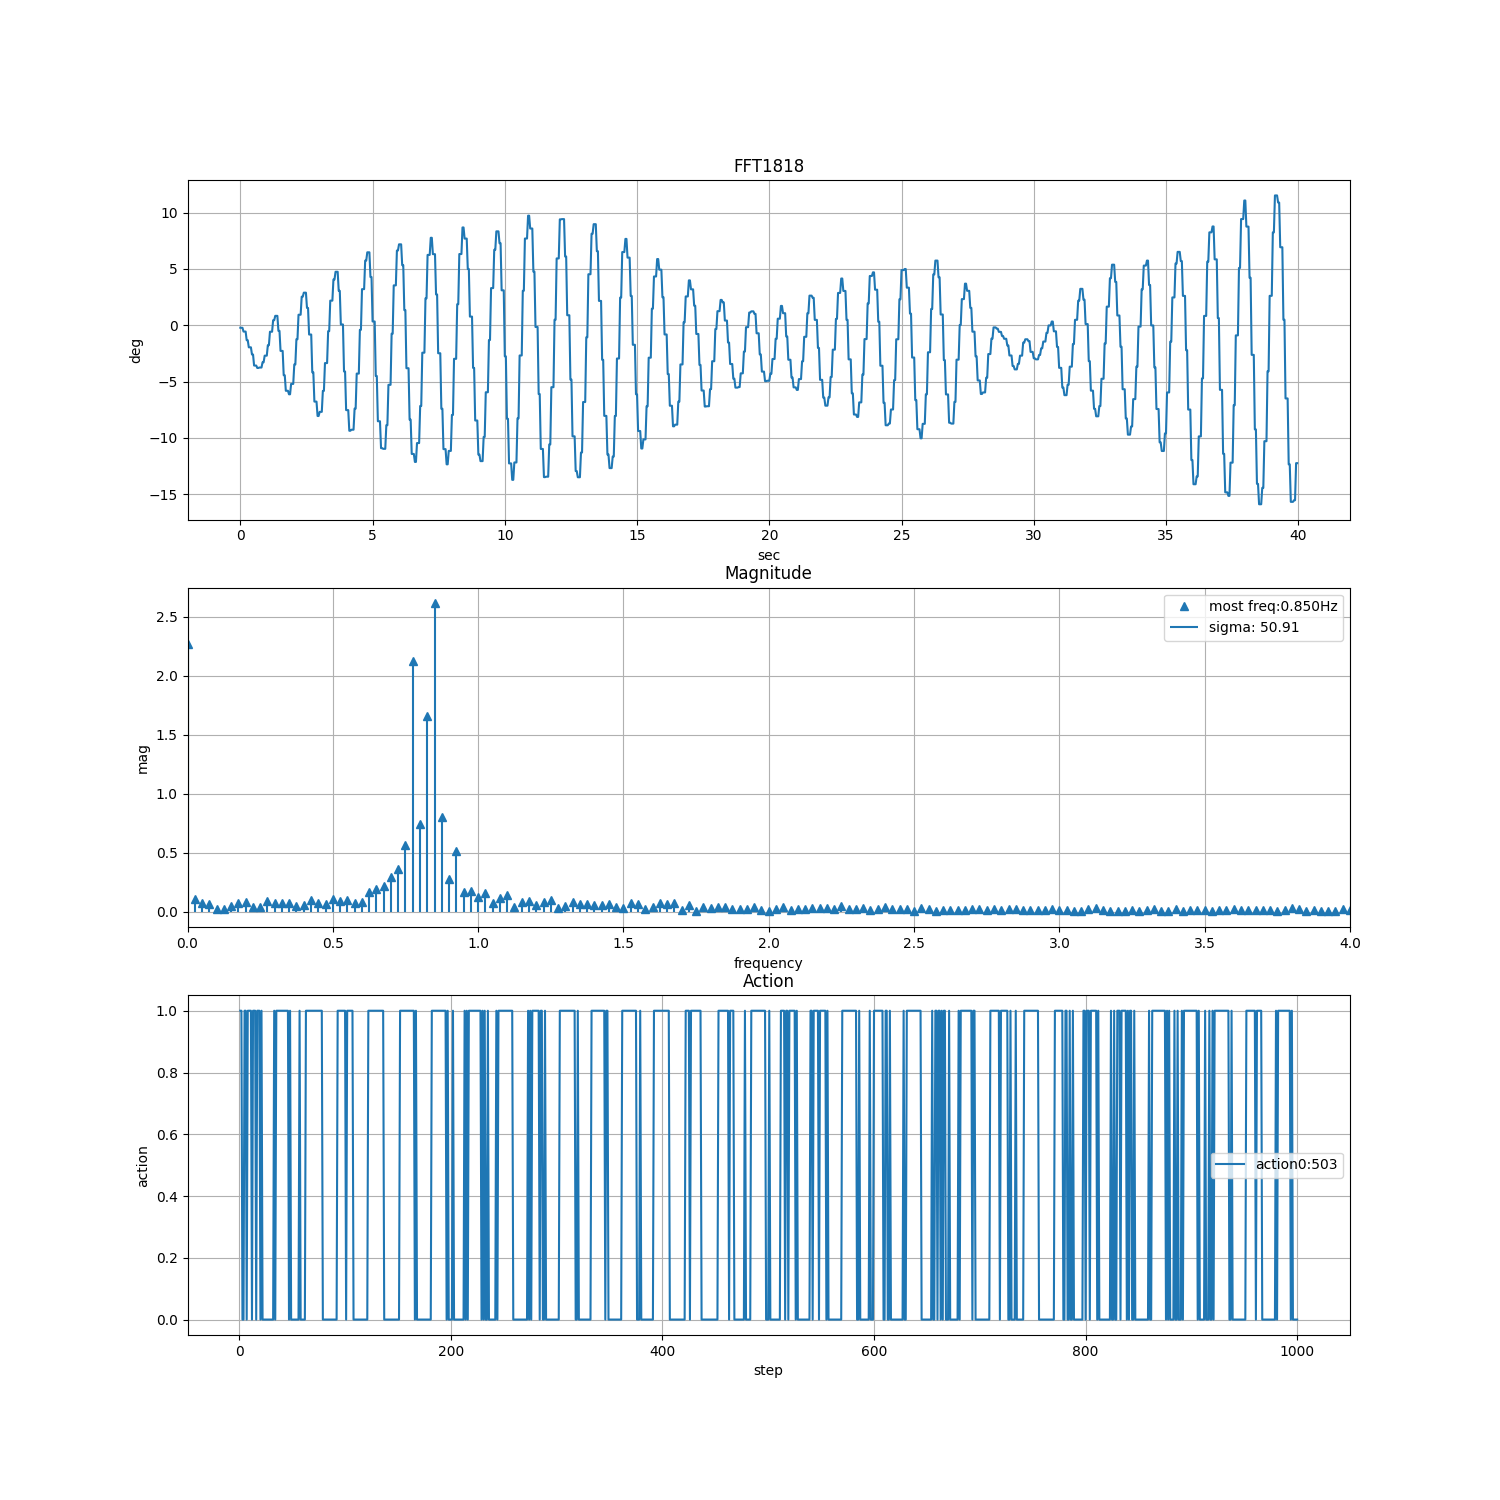 FFT1818
10
5
0
−5
−10
−15
deg
0 5 10 15 20 25 30 35 40
sec
Magnitude
most freq:0.850Hz
sigma: 50.91
2.5
2.0
1.5
1.0
0.5
0.0
mag
0.0 0.5 1.0 1.5 2.0 2.5 3.0 3.5 4.0
frequency
Action
1.0
0.8
0.6
0.4
0.2
0.0
action
action0:503
0 200 400 600 800 1000
step